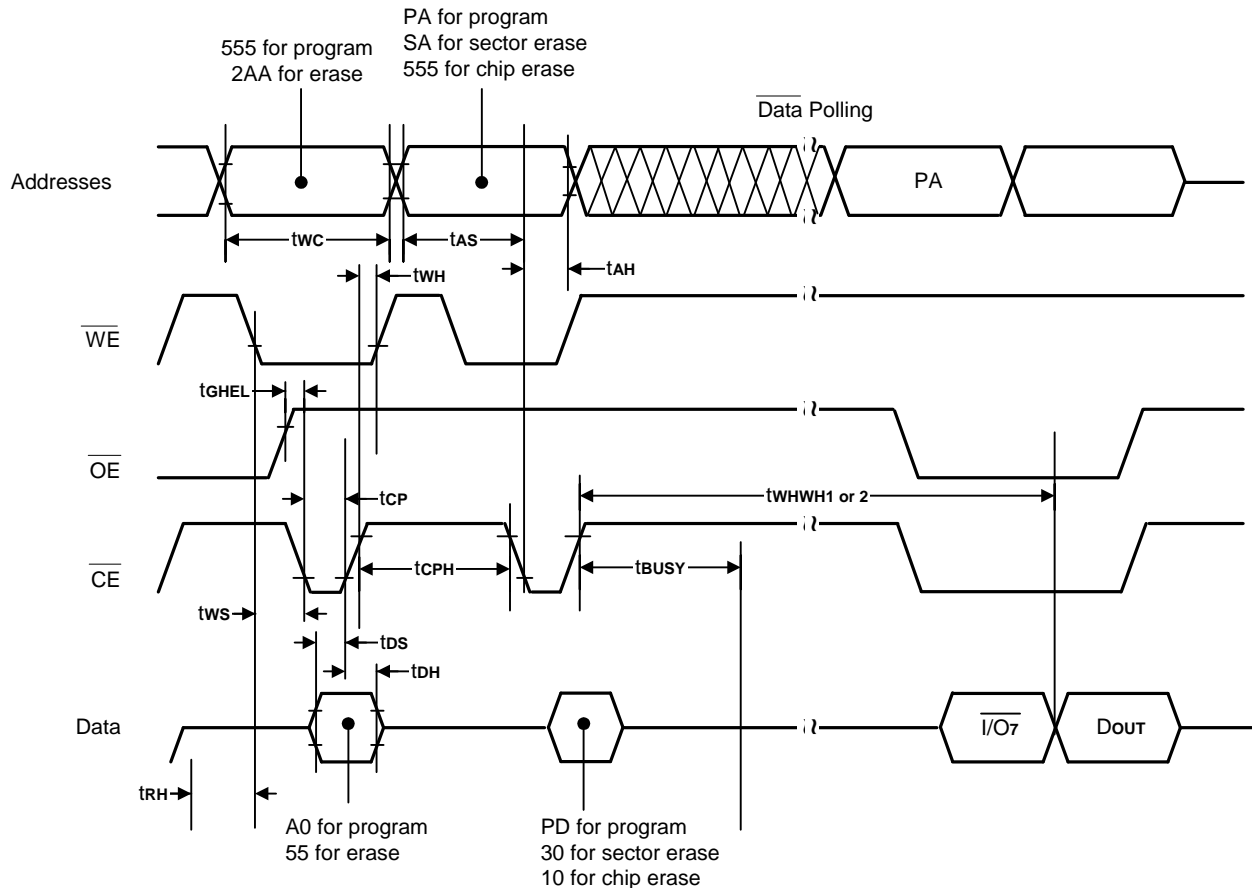 555 for program
2AA for erase
PA for program
SA for sector erase
555 for chip erase
Data Polling
Addresses
PA
tWC
tAS
tWH
tAH
WE
tGHEL
OE
tCP
tWHWH1 or 2
CE
tCPH
tBUSY
tWS
tDS
tDH
Data
I/O7
DOUT
tRH
A0 for program
55 for erase
PD for program
30 for sector erase
10 for chip erase